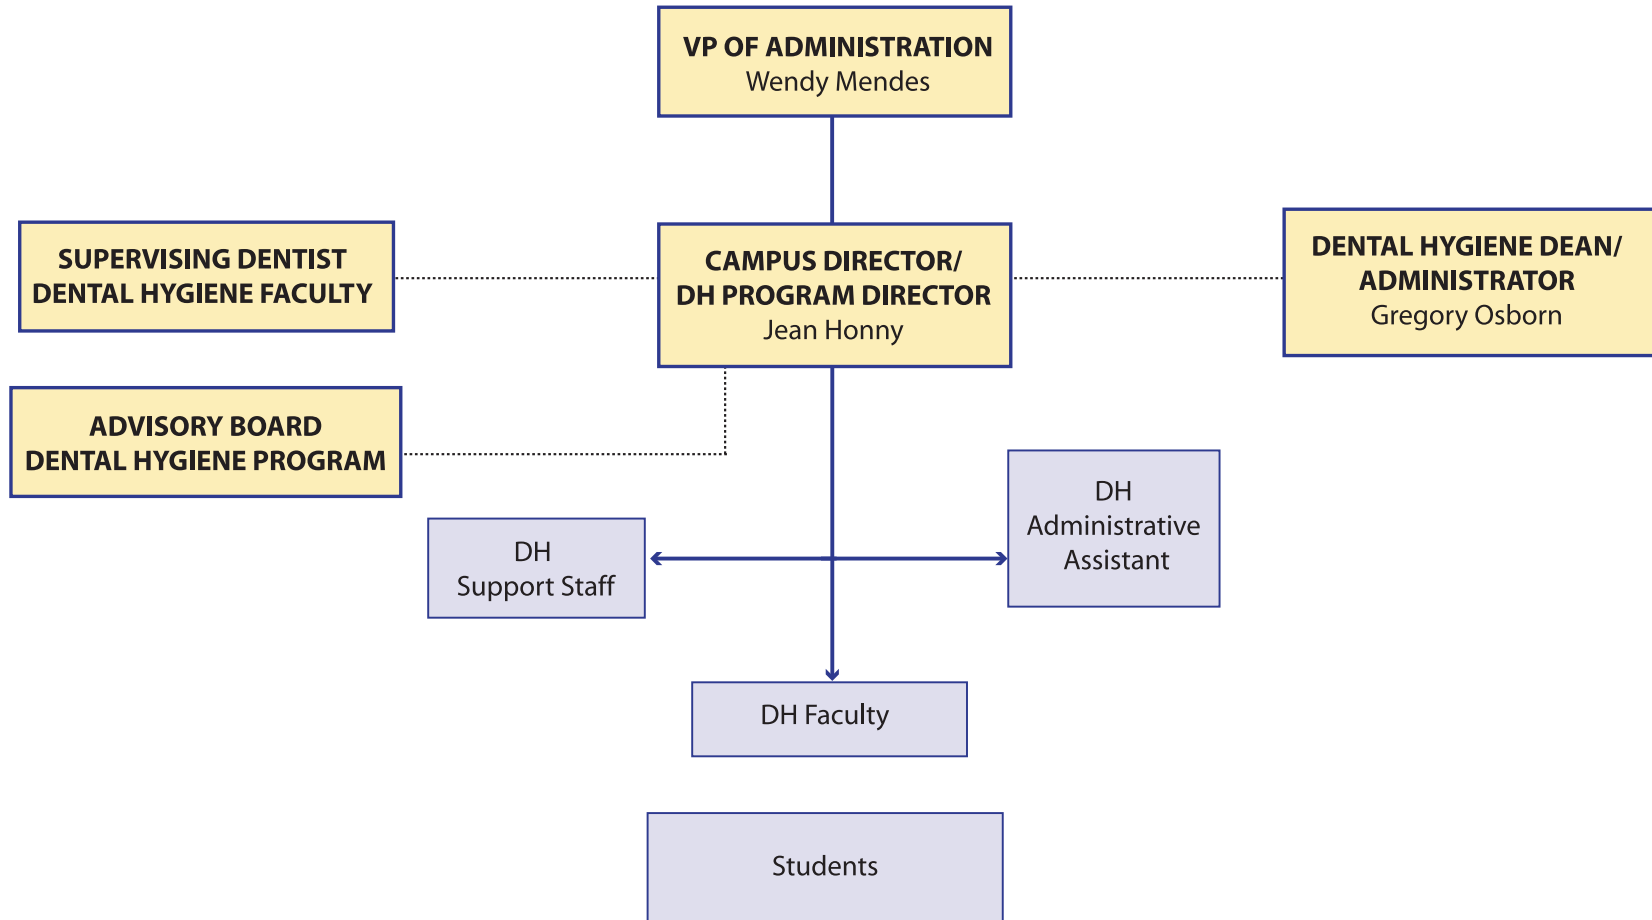 VP OF ADMINISTRATION
Wendy Mendes
SUPERVISING DENTIST
DENTAL HYGIENE FACULTY
CAMPUS DIRECTOR/
DH PROGRAM DIRECTOR
Jean Honny
DENTAL HYGIENE DEAN/
ADMINISTRATOR
Gregory Osborn
ADVISORY BOARD
DENTAL HYGIENE PROGRAM
DH
Support Staff
DH
Administrative
Assistant
DH Faculty
Students